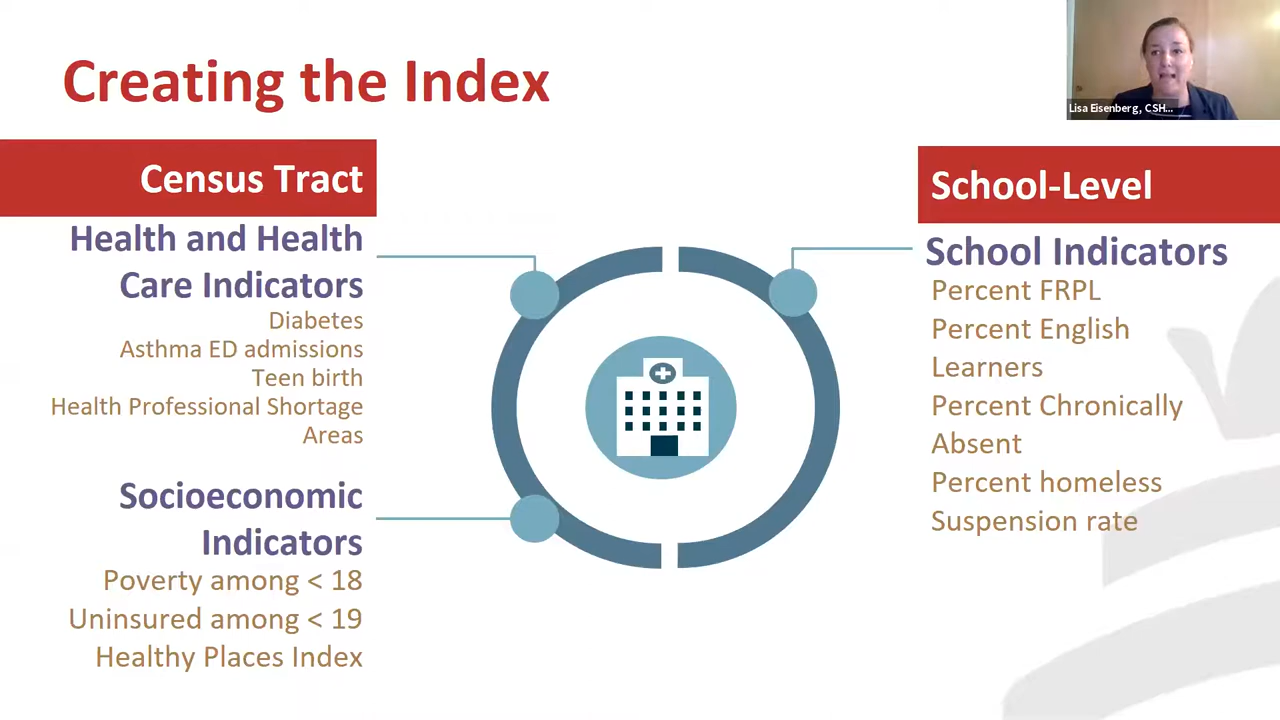 Creating the Index
Lisa Eisenberg, CSH...
Census Tract
Health and Health
Care Indicators
Diabetes
Asthma ED admissions
Teen birth
Health Professional Shortage
Areas
Socioeconomic
Indicators
Poverty among < 18
Uninsured among < 19
Healthy Places Index
School-Level
School Indicators
Percent FRPL
Percent English
Learners
Percent Chronically
Absent
Percent homeless
Suspension rate